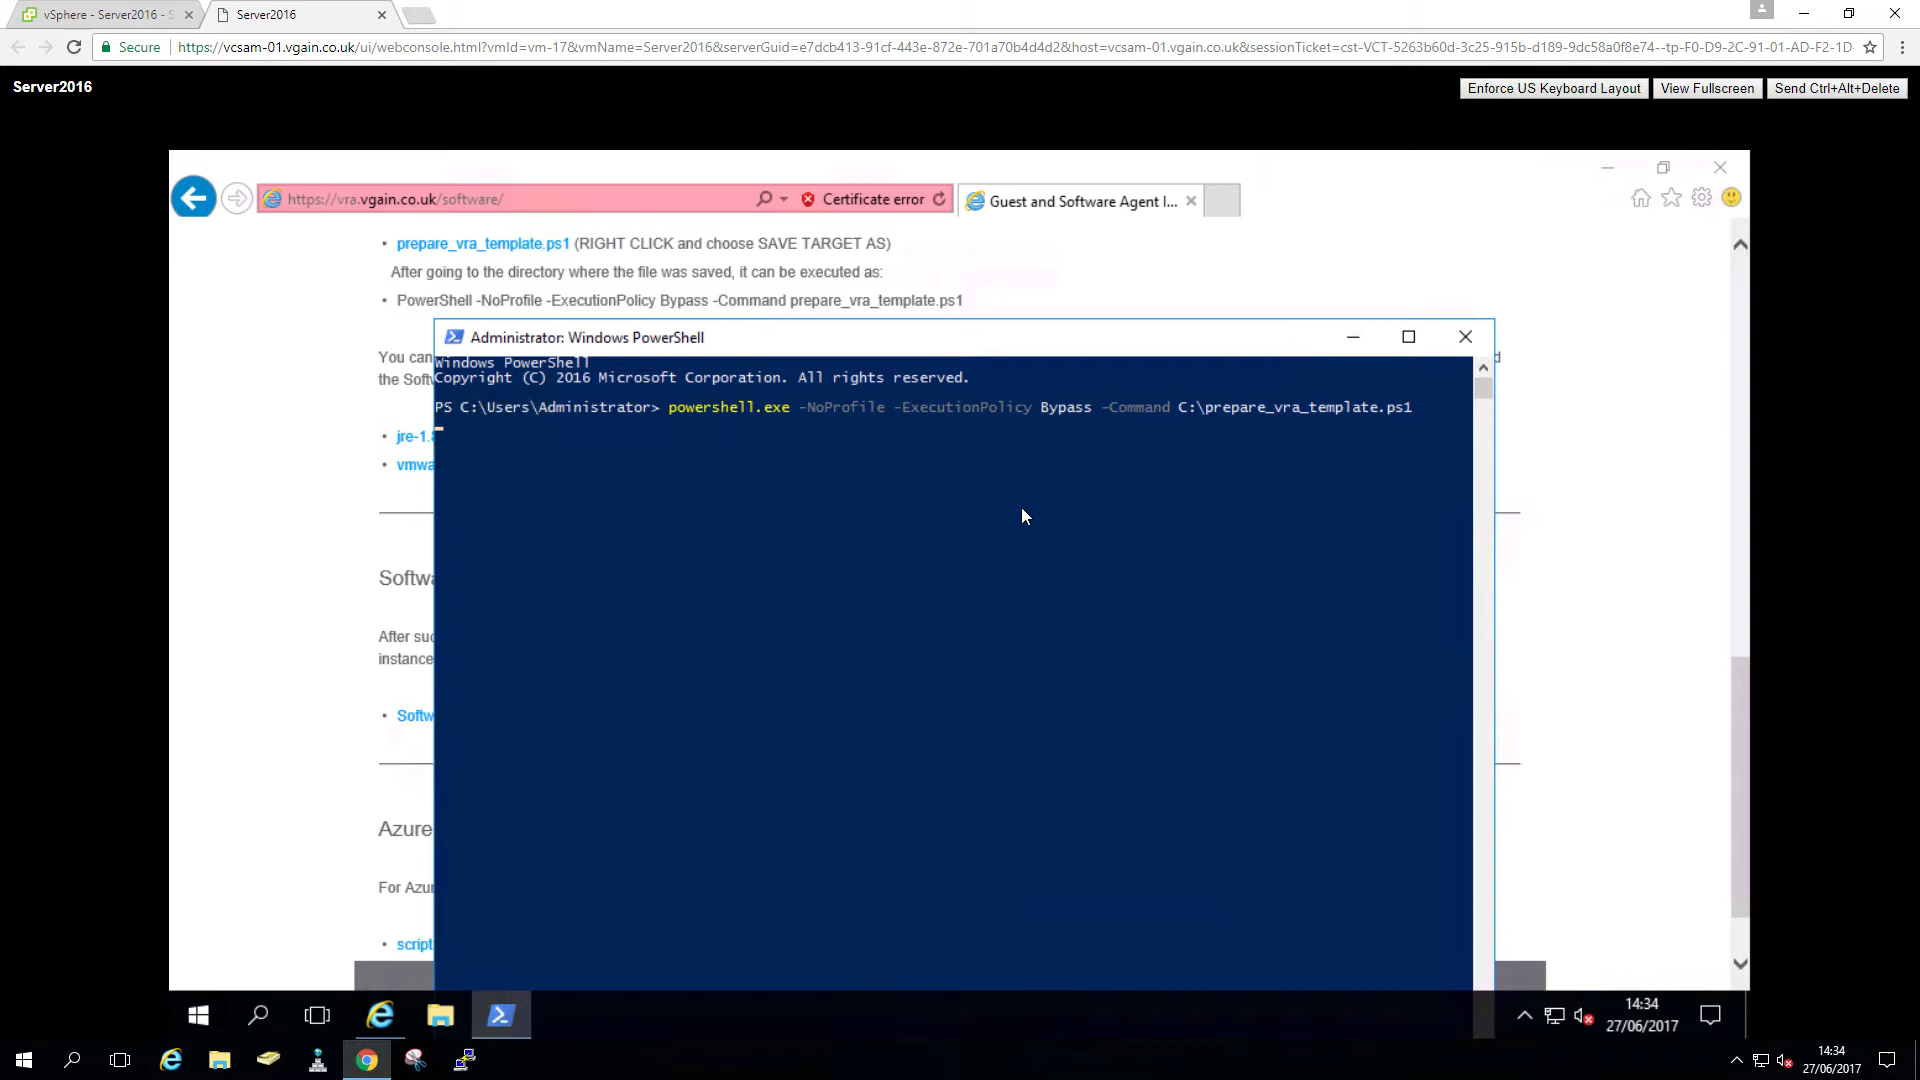 vSphere - Server2016 - S
Server2016
Secure
https://vcsam-01.vgain.co.uk/ui/webconsole.html?vmId=vm-17&vmName=Server2016&serverGuid=e7dcb413-91cf-443e-872e-701a70b4d4d2&host=vcsam-01.vgain.co.uk&sessionTicket=cst-VCT-5263b60d-3c25-915b-d189-9dc58a0f8e74--tp-F0-D9-2C-91-01-AD-F2-1D
Server2016
Enforce US Keyboard Layout
View Fullscreen
Send Ctrl+Alt+Delete
https://vra.vgain.co.uk/software/
Certificate error
Guest and Software Agent I...
• prepare_vra_template.ps1 (RIGHT CLICK and choose SAVE TARGET AS)
After going to the directory where the file was saved, it can be executed as:
• PowerShell -NoProfile -ExecutionPolicy Bypass -Command prepare_vra_template.ps1
Administrator: Windows PowerShell
You can
d
the Softw
Windows PowerShell
Copyright (C) 2016 Microsoft Corporation. All rights reserved.
PS C:\Users\Administrator> powershell.exe -NoProfile -ExecutionPolicy Bypass -Command C:\prepare_vra_template.ps1
• jre-1.8
• vmwa
Softwa
After suc
instance
• Softw
Azure
For Azur
• script
14:34
27/06/2017
14:34
27/06/2017